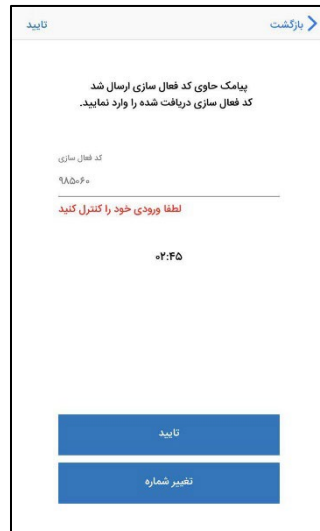 بازگشت
تایید
پیامک حاوی کد فعال سازی ارسال شد
کد فعال سازی دریافت شده را وارد نمایید.
کد فعال سازی
۹۸۵۰۶۰
لطفا ورودی خود را کنترل کنید
۰۲:۴۵
تایید
تغییر شماره